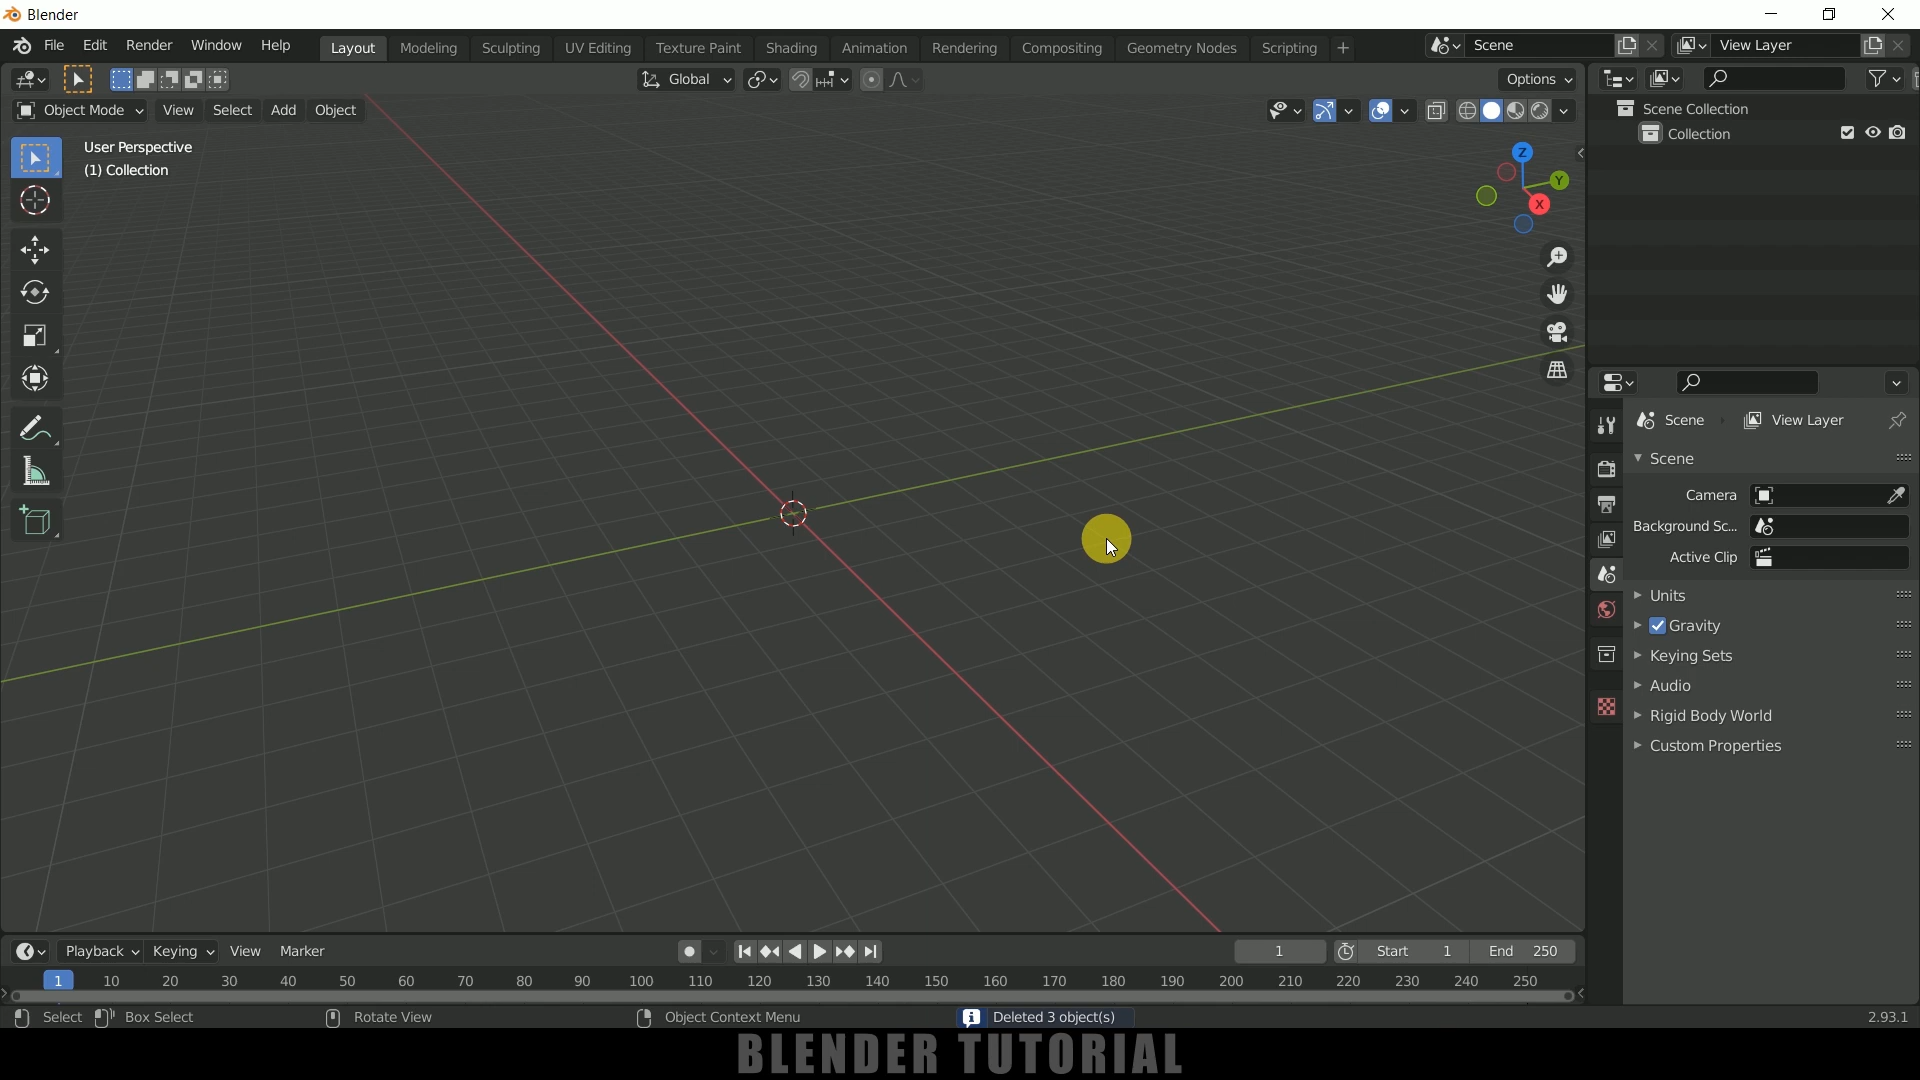 Blender
File Edit Render Window Help Layout Modeling Sculpting UV Editing Texture Paint Shading Animation Rendering Compositing Geometry Nodes Scripting + Scene View Layer
Global Options
Object Mode View Select Add Object
User Perspective
(1) Collection
Z
Y
X
Scene Collection
Collection
Scene View Layer
Scene
Camera
Background Sc...
Active Clip
Units
Gravity
Keying Sets
Audio
Rigid Body World
Custom Properties
Playback Keying View Marker 1 Start 1 End 250
1 10 20 30 40 50 60 70 80 90 100 110 120 130 140 150 160 170 180 190 200 210 220 230 240 250
Select Box Select Rotate View Object Context Menu Deleted 3 object(s) 2.93.1
BLENDER TUTORIAL